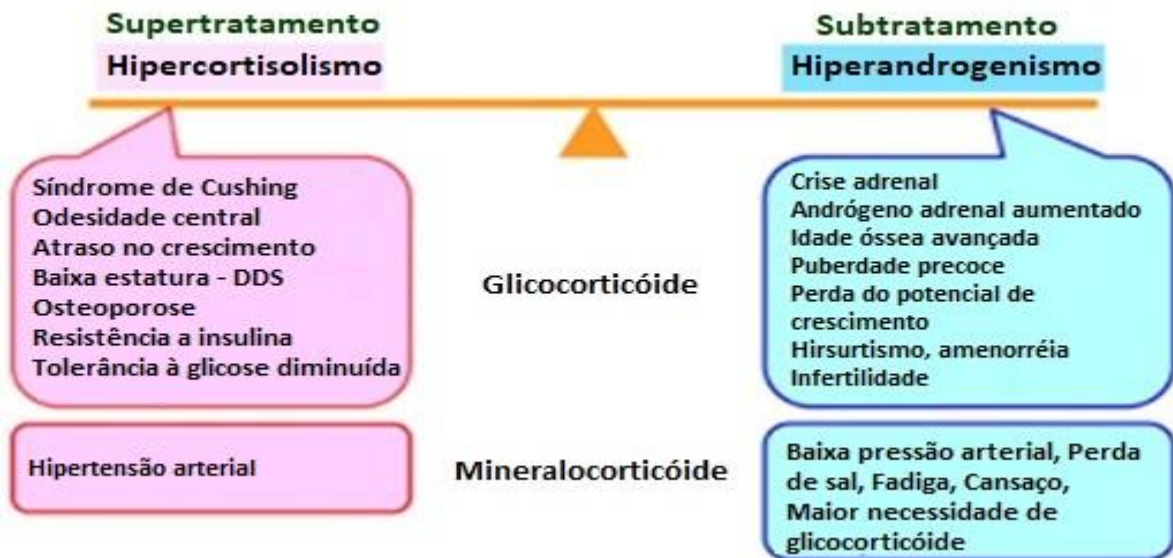 Supertratamento
Hipercortisolismo
Subtratamento
Hiperandrogenismo
Síndrome de Cushing
Odesidade central
Atraso no crescimento
Baixa estatura - DDS
Osteoporose
Resistência a insulina
Tolerância à glicose diminuída
Glicocorticóide
Crise adrenal
Andrógeno adrenal aumentado
Idade óssea avançada
Puberdade precoce
Perda do potencial de
crescimento
Hirsurtismo, amenorréia
Infertilidade
Hipertensão arterial
Mineralocorticóide
Baixa pressão arterial, Perda
de sal, Fadiga, Cansaço,
Maior necessidade de
glicocorticóide